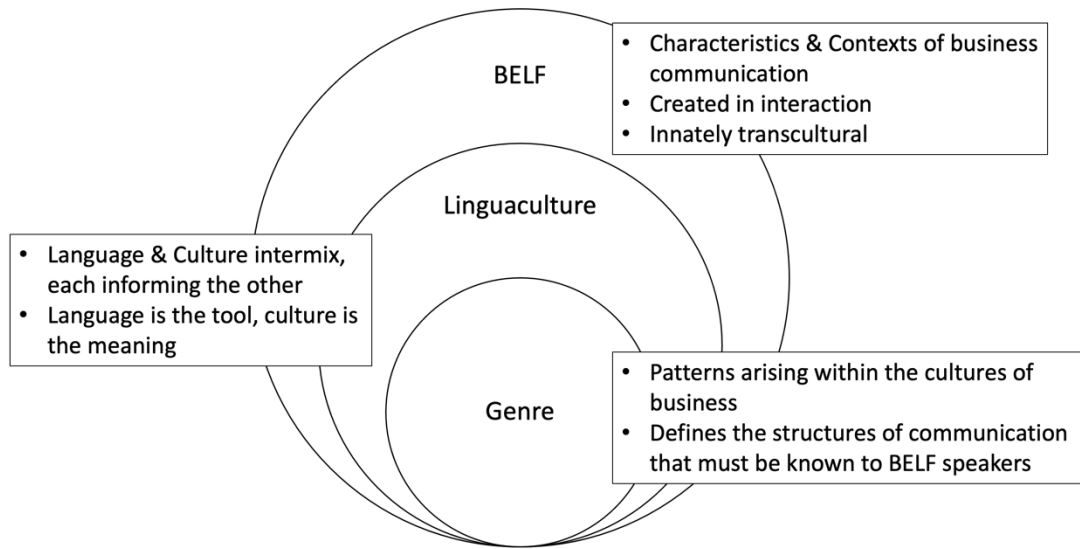 BELF
• Characteristics & Contexts of business
communication
• Created in interaction
• Innately transcultural
Linguaculture
• Language & Culture intermix,
each informing the other
• Language is the tool, culture is
the meaning
Genre
• Patterns arising within the cultures of
business
• Defines the structures of communication
that must be known to BELF speakers